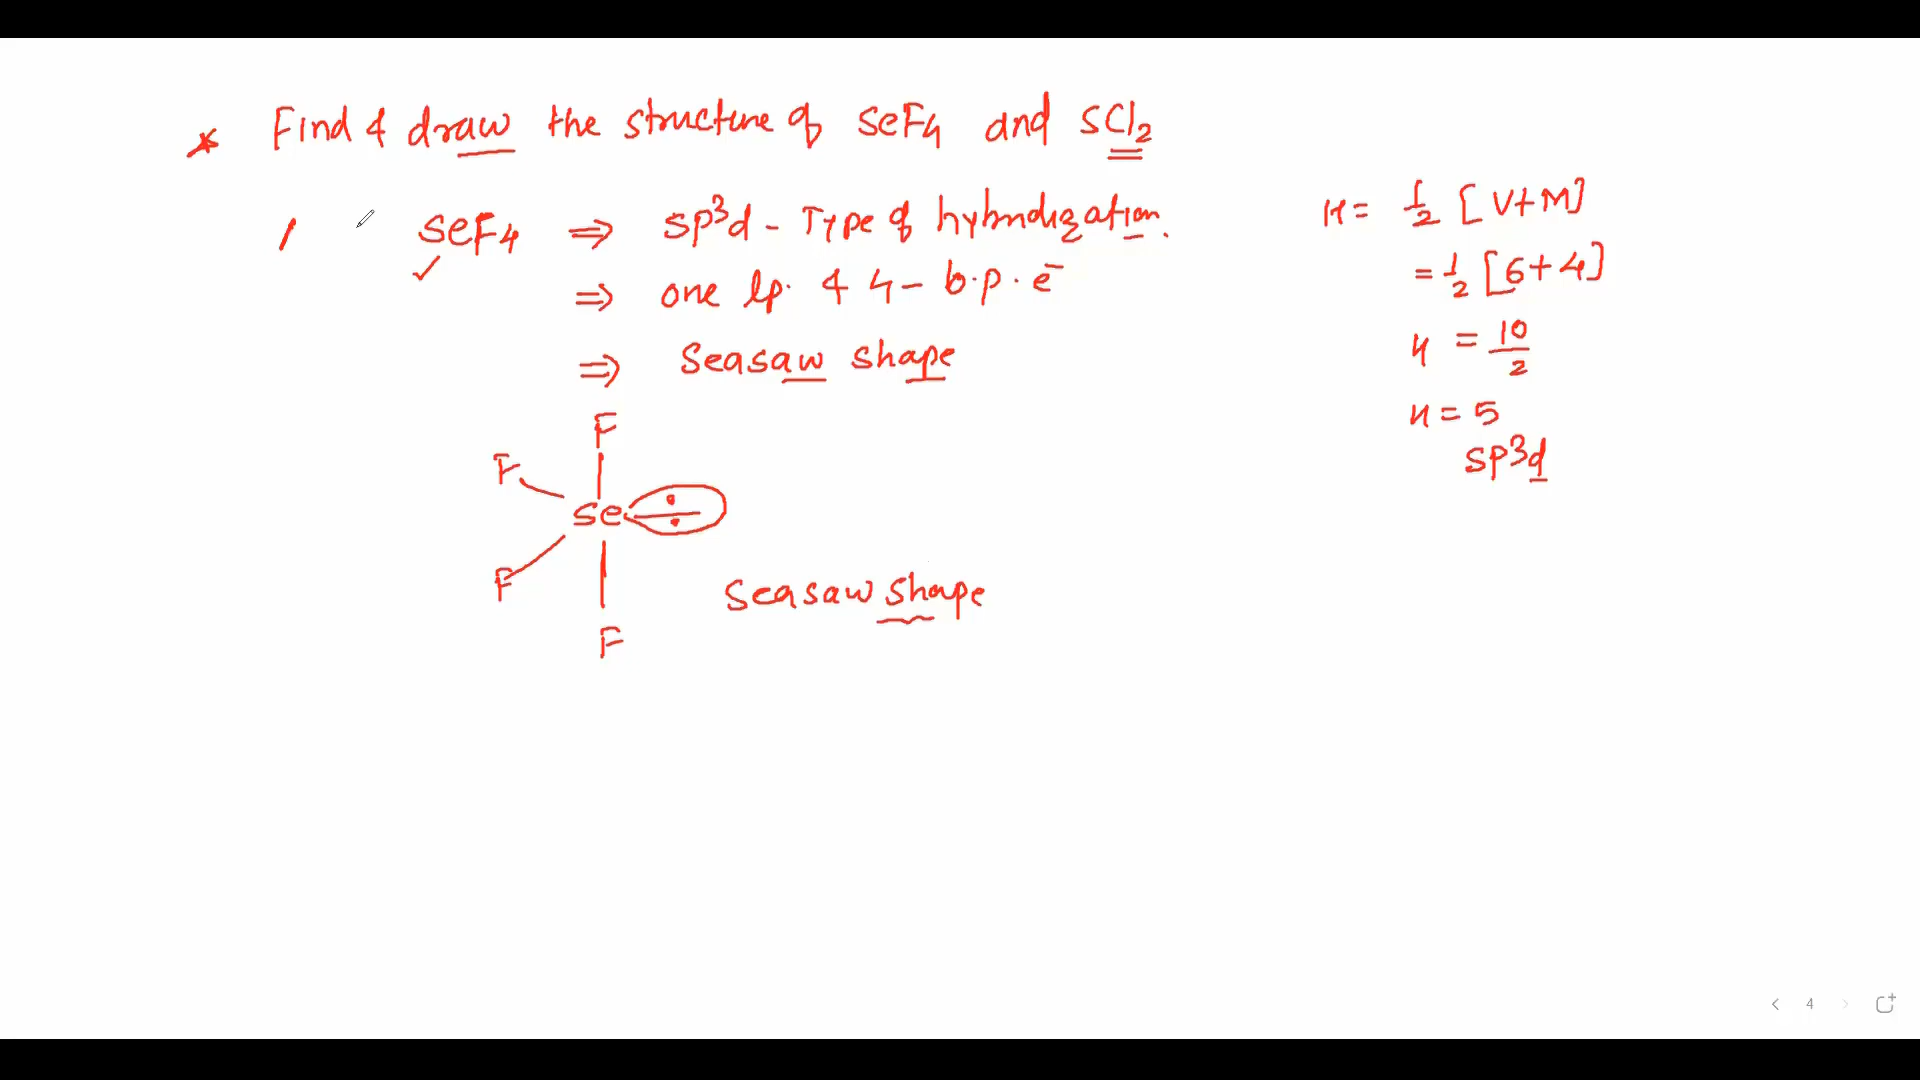 * Find & draw the structure of SeF4 and SCl2
1 SeF4 ⇒ sp³d - Type of hybridization.
⇒ one lp. & 4 - b.p. e⁻
⇒ Seasaw shape
F
F
Se
F
F
Seasaw shape
H = 1/2 [V+M]
= 1/2 [6+4]
H = 10/2
H = 5
sp³d
4